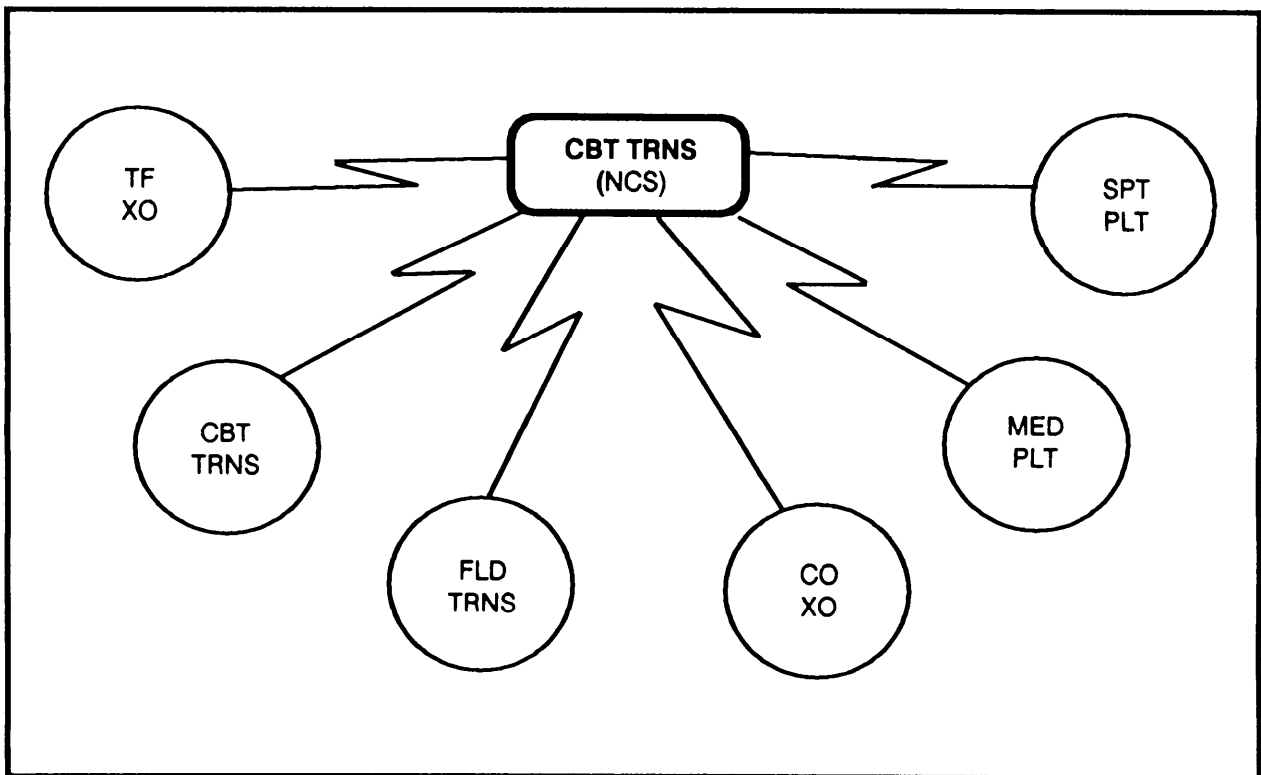 CBT TRNS
(NCS)
TF
XO
SPT
PLT
CBT
TRNS
MED
PLT
FLD
TRNS
CO
XO